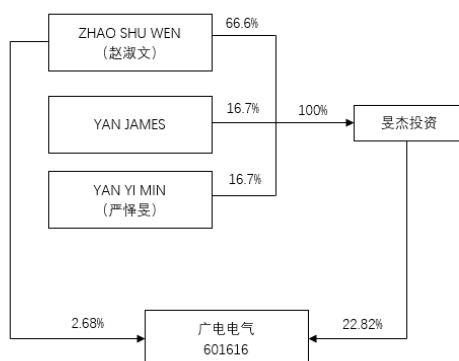 ZHAO SHU WEN
（赵淑文）
66.6%
YAN JAMES
16.7%
100%
旻杰投资
YAN YI MIN
（严怿旻）
16.7%
2.68%
广电电气
601616
22.82%